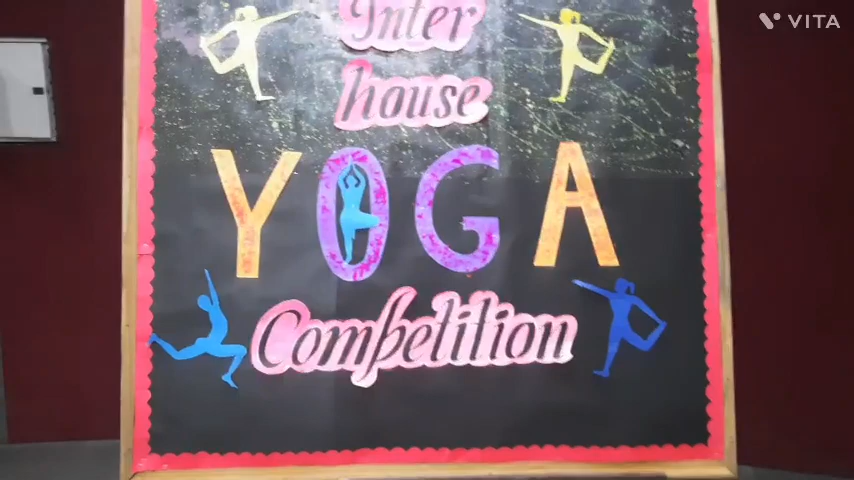 VITA
Inter
house
YOGA
Competition